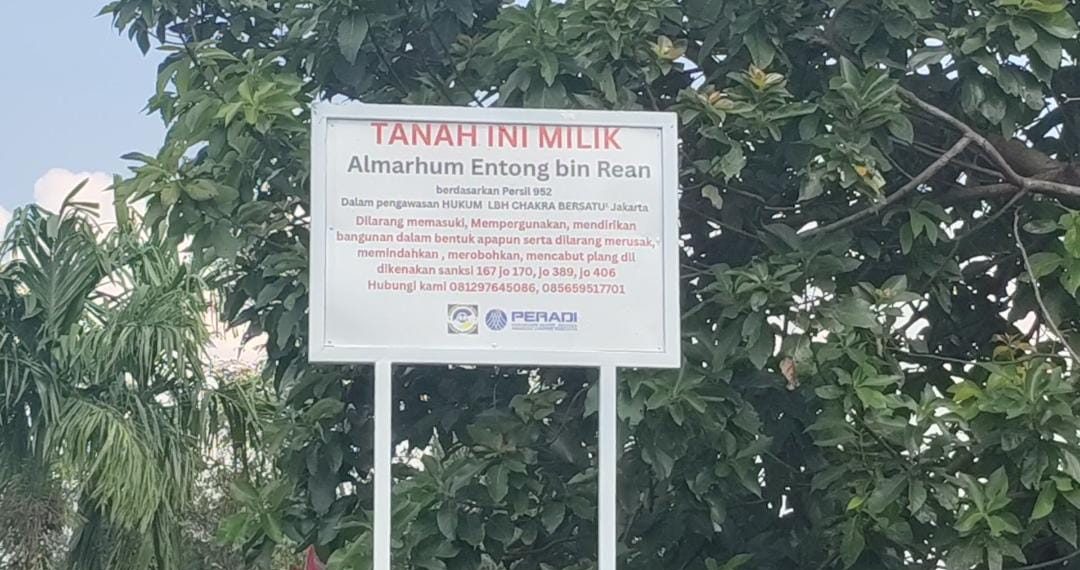 TANAH INI MILIK
Almarhum Entong bin Rean
berdasarkan Persil 952
Dalam pengawasan HUKUM LBH CHAKRA BERSATU' Jakarta
Dilarang memasuki, Mempergunakan, mendirikan
bangunan dalam bentuk apapun serta dilarang merusak,
memindahkan , merobohkan, mencabut plang dll
dikenakan sanksi 167 jo 170, jo 389, jo 406
Hubungi kami 081297645086, 085659517701
PERADI